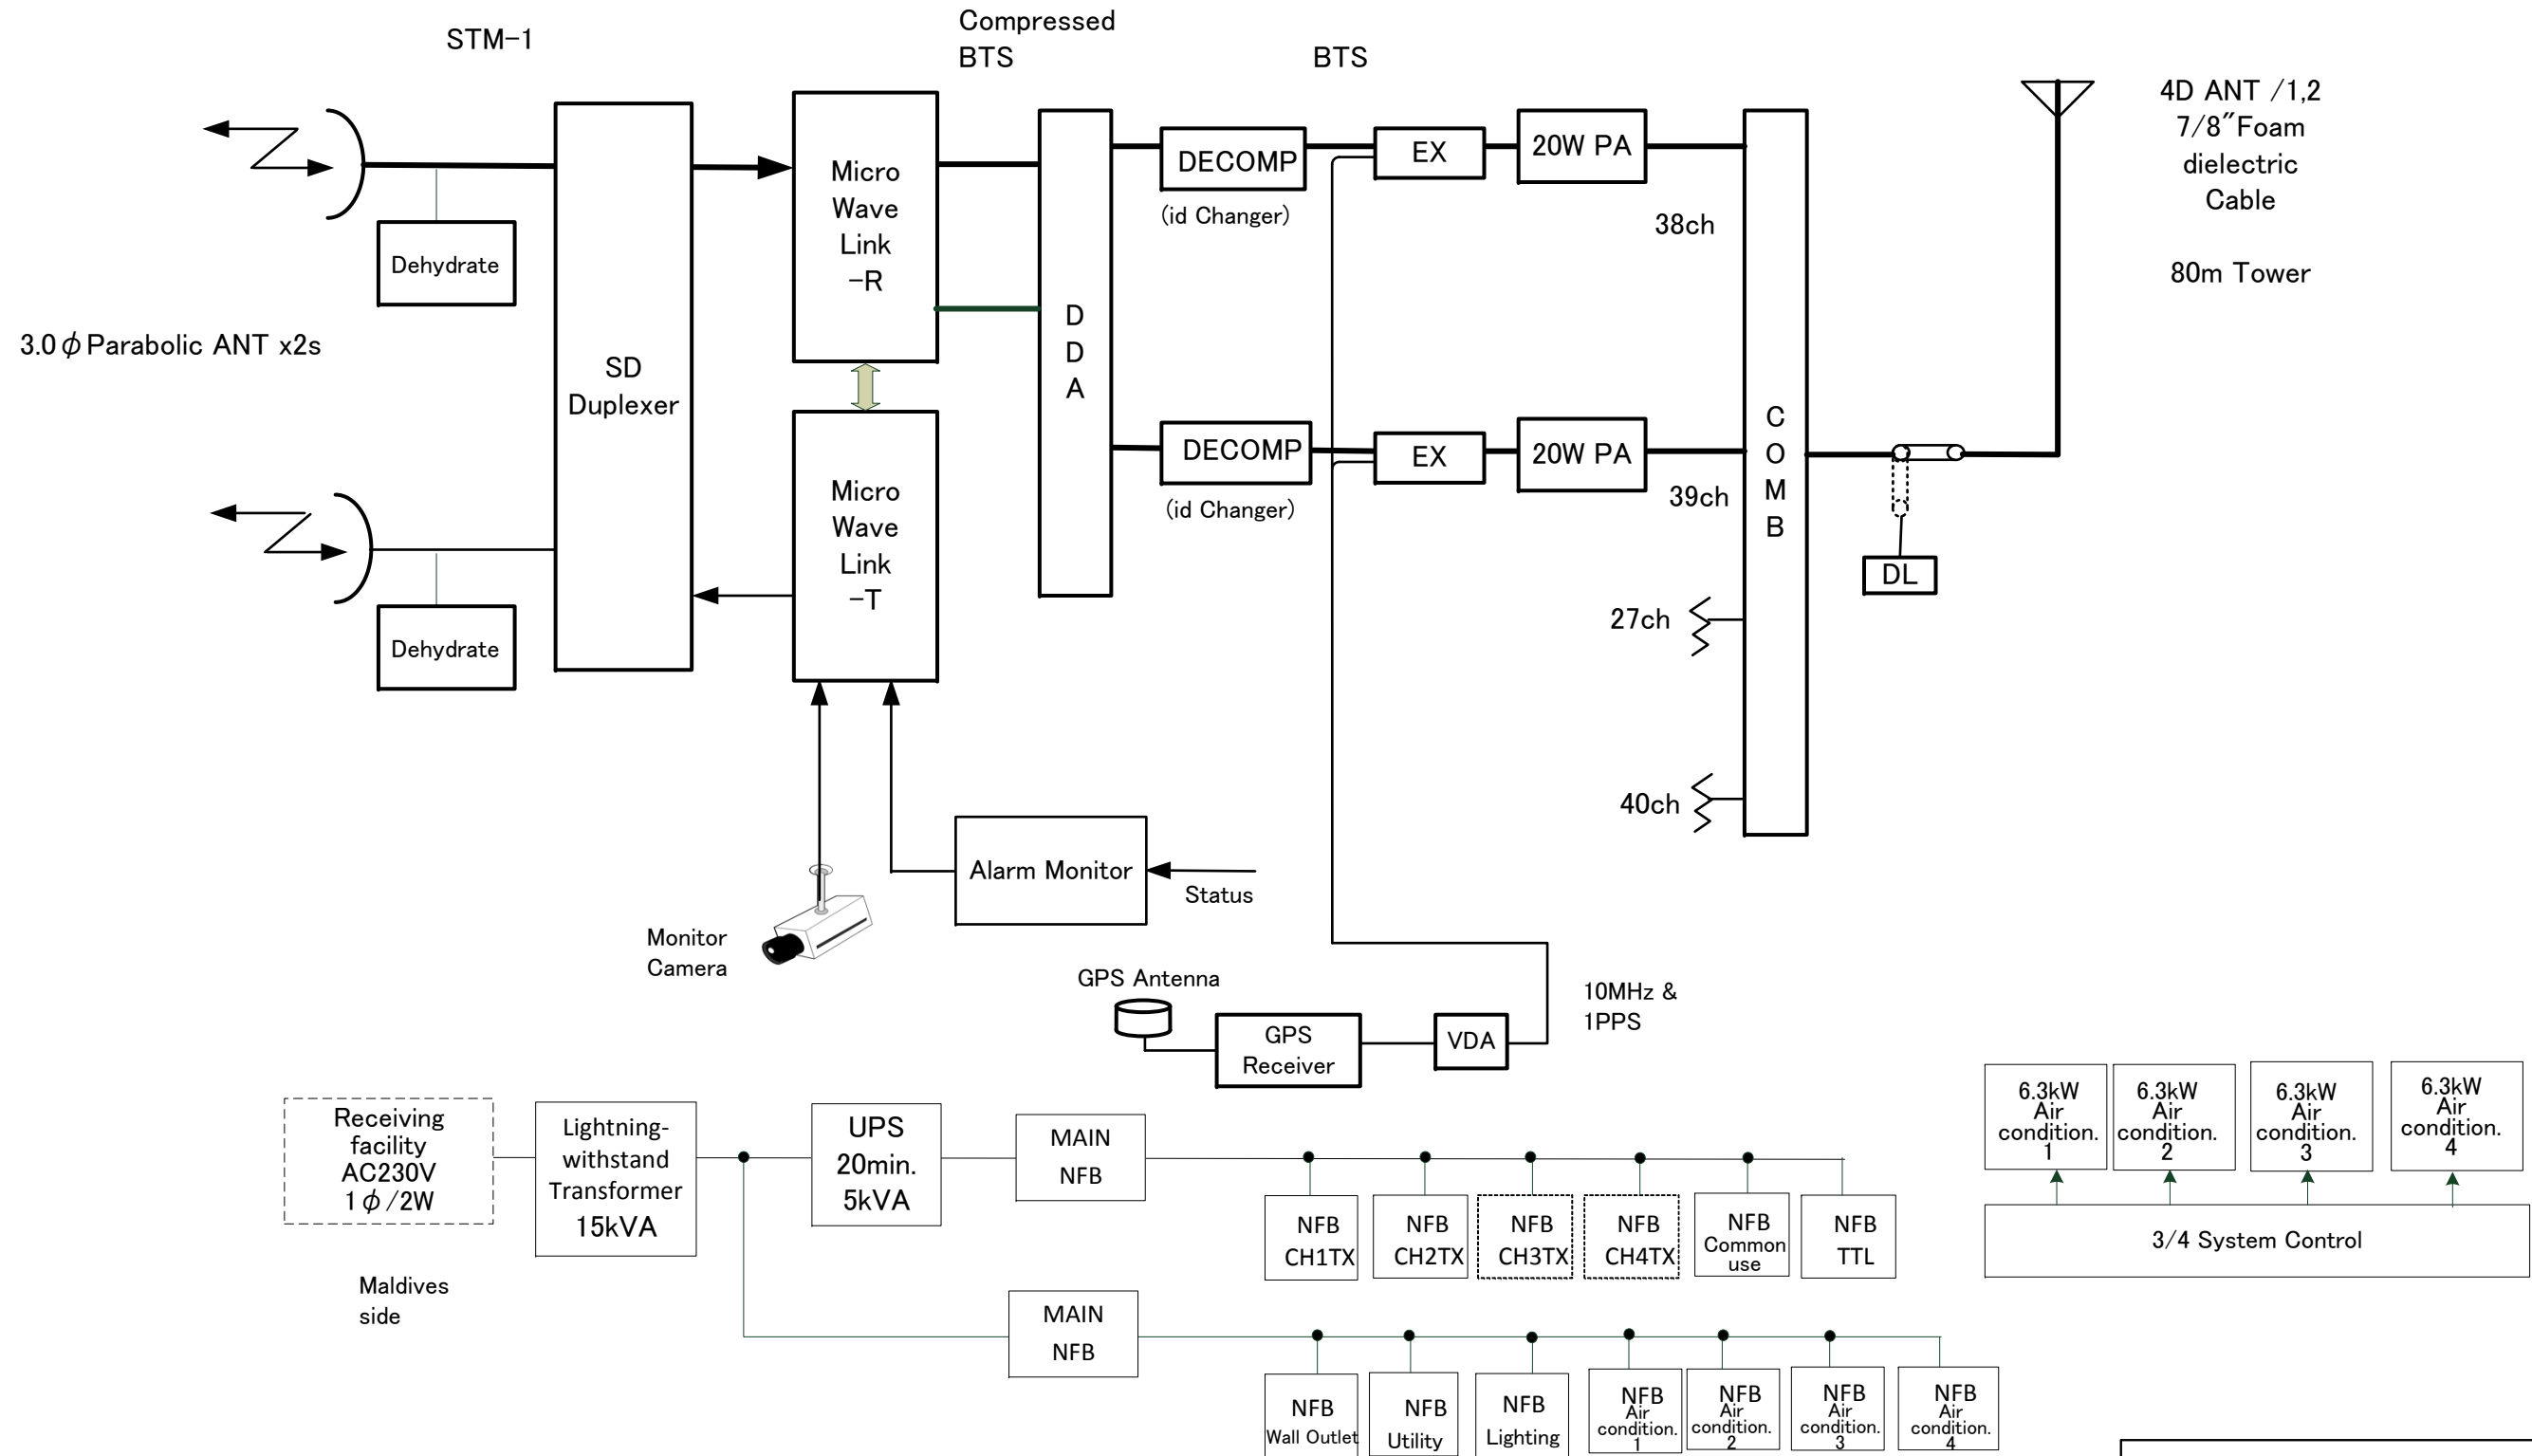 STM-1
Compressed
BTS
BTS
4D ANT /1,2
7/8″Foam
dielectric
Cable
80m Tower
3.0φParabolic ANT x2s
Dehydrate
Dehydrate
SD
Duplexer
Micro
Wave
Link
-R
Micro
Wave
Link
-T
D
D
A
DECOMP
(id Changer)
EX
20W PA
38ch
DECOMP
(id Changer)
EX
20W PA
39ch
27ch
40ch
C
O
M
B
DL
Alarm Monitor
Status
Monitor
Camera
GPS Antenna
GPS
Receiver
VDA
10MHz &
1PPS
Receiving
facility
AC230V
1φ/2W
Maldives
side
Lightning-
withstand
Transformer
15kVA
UPS
20min.
5kVA
MAIN
NFB
NFB
CH1TX
NFB
CH2TX
NFB
CH3TX
NFB
CH4TX
NFB
Common
use
NFB
TTL
6.3kW
Air
condition.
1
6.3kW
Air
condition.
2
6.3kW
Air
condition.
3
6.3kW
Air
condition.
4
3/4 System Control
MAIN
NFB
NFB
Wall Outlet
NFB
Utility
NFB
Lighting
NFB
Air
condition.
1
NFB
Air
condition.
2
NFB
Air
condition.
3
NFB
Air
condition.
4